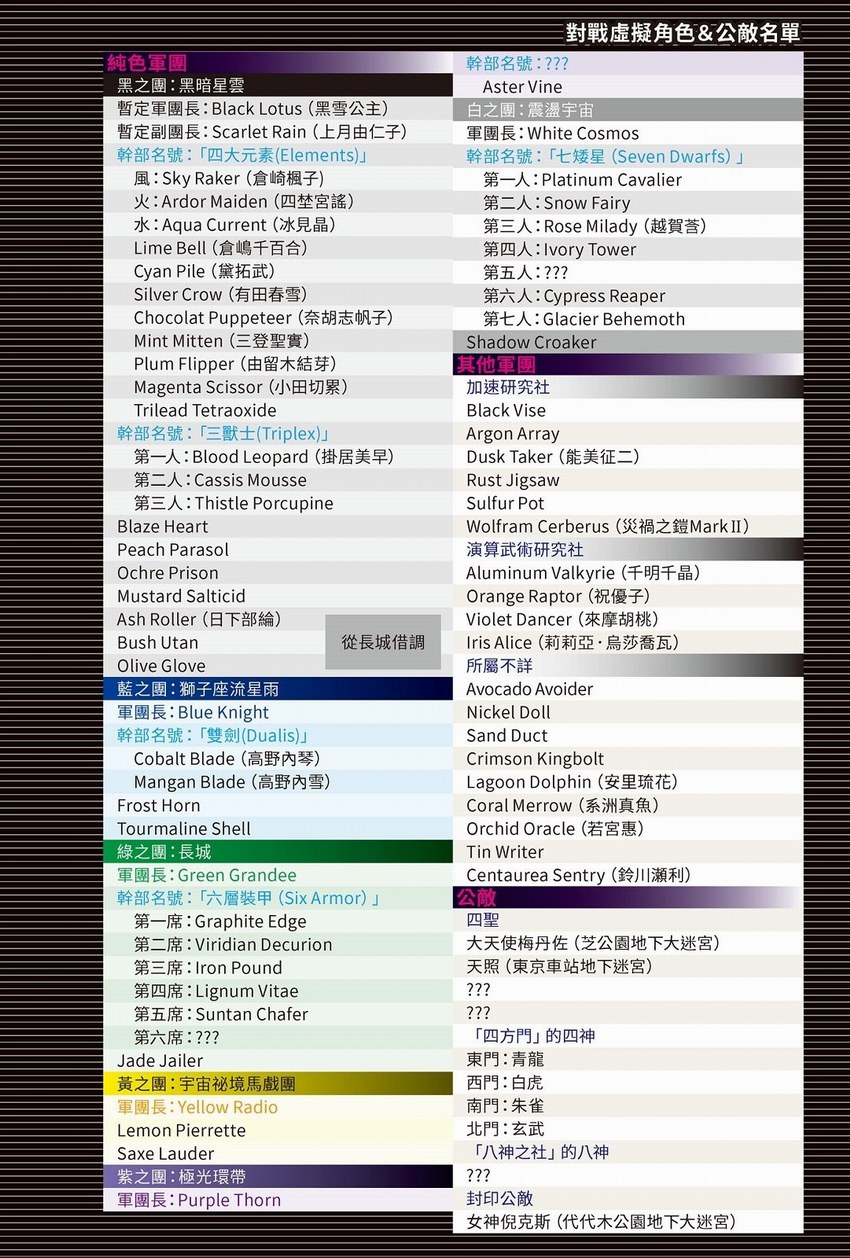 對戰虛擬角色&公敵名單
純色軍團
黑之團:黑暗星雲
暫定軍團長:Black Lotus(黑雪公主)
暫定副團長:Scarlet Rain(上月由仁子)
幹部名號:「四大元素(Elements)」
風:Sky Raker(倉崎楓子)
火:Ardor Maiden(四埜宮謠)
水:Aqua Current(冰見晶)
Lime Bell(倉嶋千百合)
Cyan Pile(黛拓武)
Silver Crow(有田春雪)
Chocolat Puppeteer(奈胡志帆子)
Mint Mitten(三登聖實)
Plum Flipper(由留木結芽)
Magenta Scissor(小田切累)
Trilead Tetraoxide
幹部名號:「三獸士(Triplex)」
第一人:Blood Leopard(掛居美早)
第二人:Cassis Mousse
第三人:Thistle Porcupine
Blaze Heart
Peach Parasol
Ochre Prison
Mustard Salticid
Ash Roller(日下部綸)
Bush Utan
Olive Glove
從長城借調
藍之團:獅子座流星雨
軍團長:Blue Knight
幹部名號:「雙劍(Dualis)」
Cobalt Blade(高野內琴)
Mangan Blade(高野內雪)
Frost Horn
Tourmaline Shell
綠之團:長城
軍團長:Green Grandee
幹部名號:「六層裝甲(Six Armor)」
第一席:Graphite Edge
第二席:Viridian Decurion
第三席:Iron Pound
第四席:Lignum Vitae
第五席:Suntan Chafer
第六席:???
Jade Jailer
黃之團:宇宙祕境馬戲團
軍團長:Yellow Radio
Lemon Pierrette
Saxe Lauder
紫之團:極光環帶
軍團長:Purple Thorn
幹部名號:???
Aster Vine
白之團:震盪宇宙
軍團長:White Cosmos
幹部名號:「七矮星(Seven Dwarfs)」
第一人:Platinum Cavalier
第二人:Snow Fairy
第三人:Rose Milady(越賀莟)
第四人:Ivory Tower
第五人:???
第六人:Cypress Reaper
第七人:Glacier Behemoth
Shadow Croaker
其他軍團
加速研究社
Black Vise
Argon Array
Dusk Taker(能美征二)
Rust Jigsaw
Sulfur Pot
Wolfram Cerberus(災禍之鎧MarkⅡ)
演算武術研究社
Aluminum Valkyrie(千明千晶)
Orange Raptor(祝優子)
Violet Dancer(來摩胡桃)
Iris Alice(莉莉亞·烏莎喬瓦)
所屬不詳
Avocado Avoider
Nickel Doll
Sand Duct
Crimson Kingbolt
Lagoon Dolphin(安里琉花)
Coral Merrow(系洲真魚)
Orchid Oracle(若宮惠)
Tin Writer
Centaurea Sentry(鈴川瀬利)
公敵
四聖
大天使梅丹佐(芝公園地下大迷宮)
天照(東京車站地下迷宮)
???
???
「四方門」的四神
東門:青龍
西門:白虎
南門:朱雀
北門:玄武
「八神之社」的八神
???
封印公敵
女神倪克斯(代代木公園地下大迷宮)